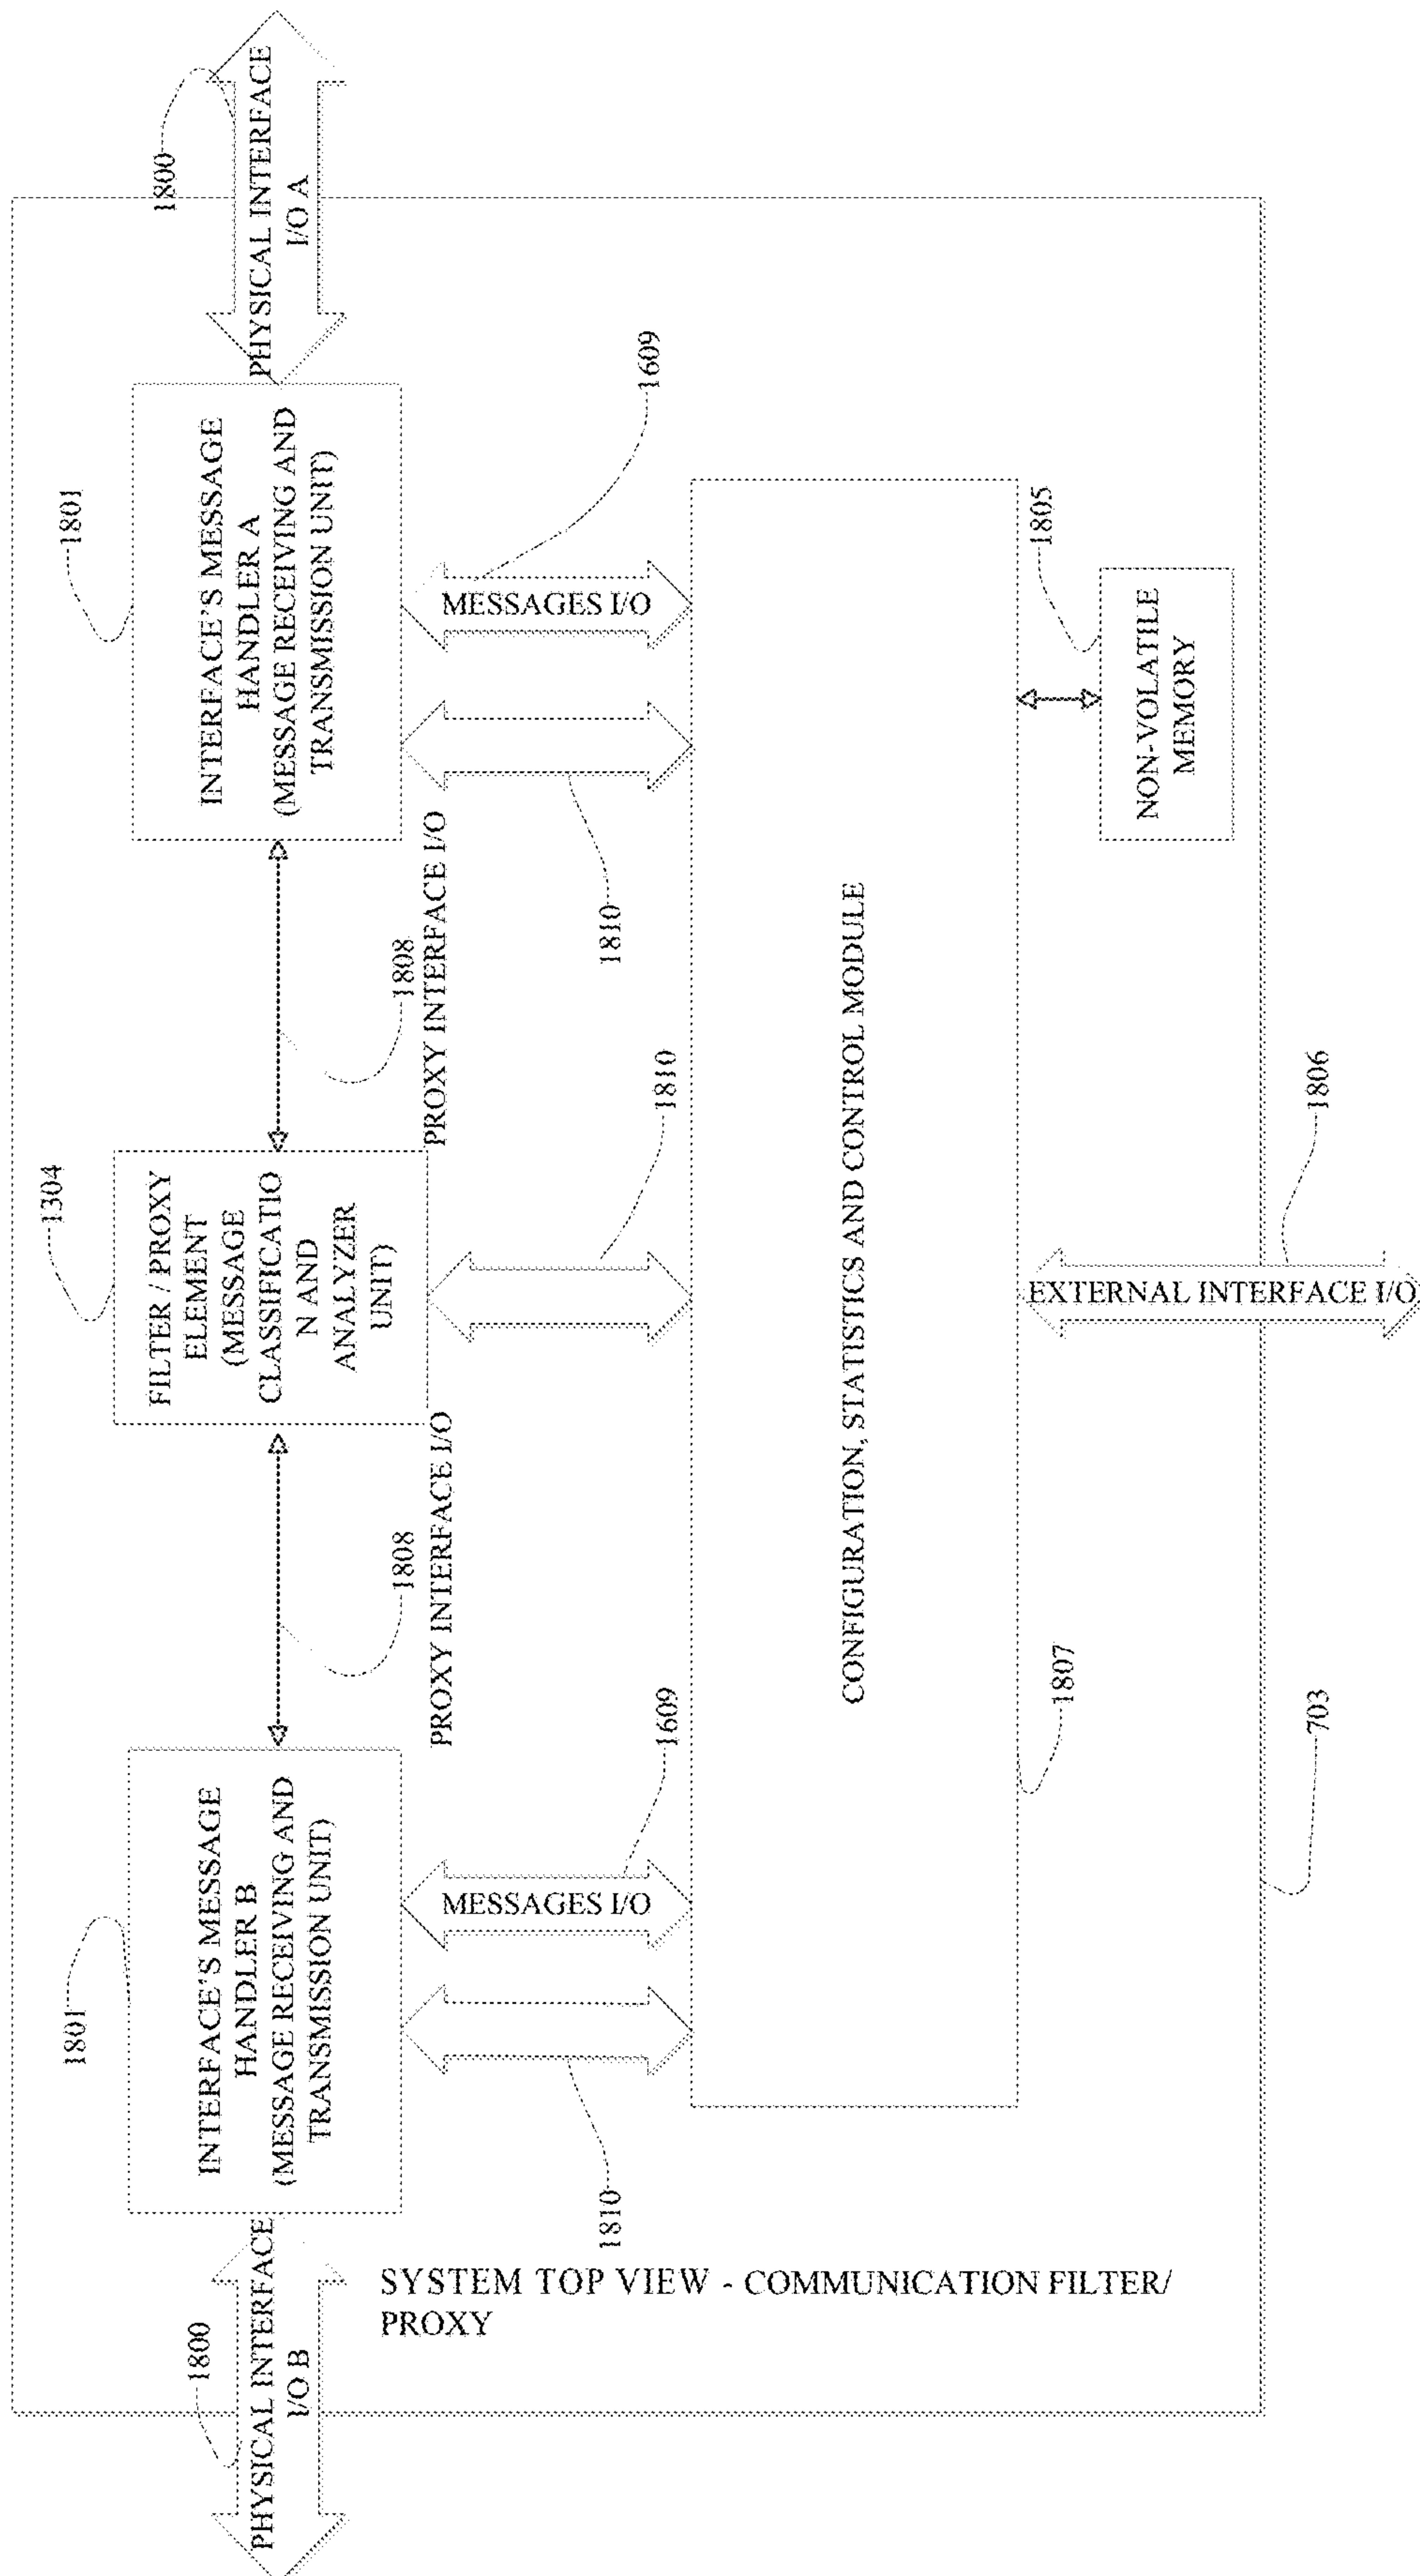 1800
PHYSICAL INTERFACE
I/O B
1801
INTERFACE'S MESSAGE
HANDLER B
(MESSAGE RECEIVING AND
TRANSMISSION UNIT)
1808
PROXY INTERFACE I/O
1304
FILTER / PROXY
ELEMENT
(MESSAGE
CLASSIFICATIO
N AND
ANALYZER
UNIT)
1808
PROXY INTERFACE I/O
1801
INTERFACE'S MESSAGE
HANDLER A
(MESSAGE RECEIVING AND
TRANSMISSION UNIT)
1800
PHYSICAL INTERFACE
I/O A
1810
MESSAGES I/O
1609
1810
1810
MESSAGES I/O
1609
CONFIGURATION, STATISTICS AND CONTROL MODULE
1807
1805
NON-VOLATILE
MEMORY
EXTERNAL INTERFACE I/O
1806
703
SYSTEM TOP VIEW - COMMUNICATION FILTER/
PROXY